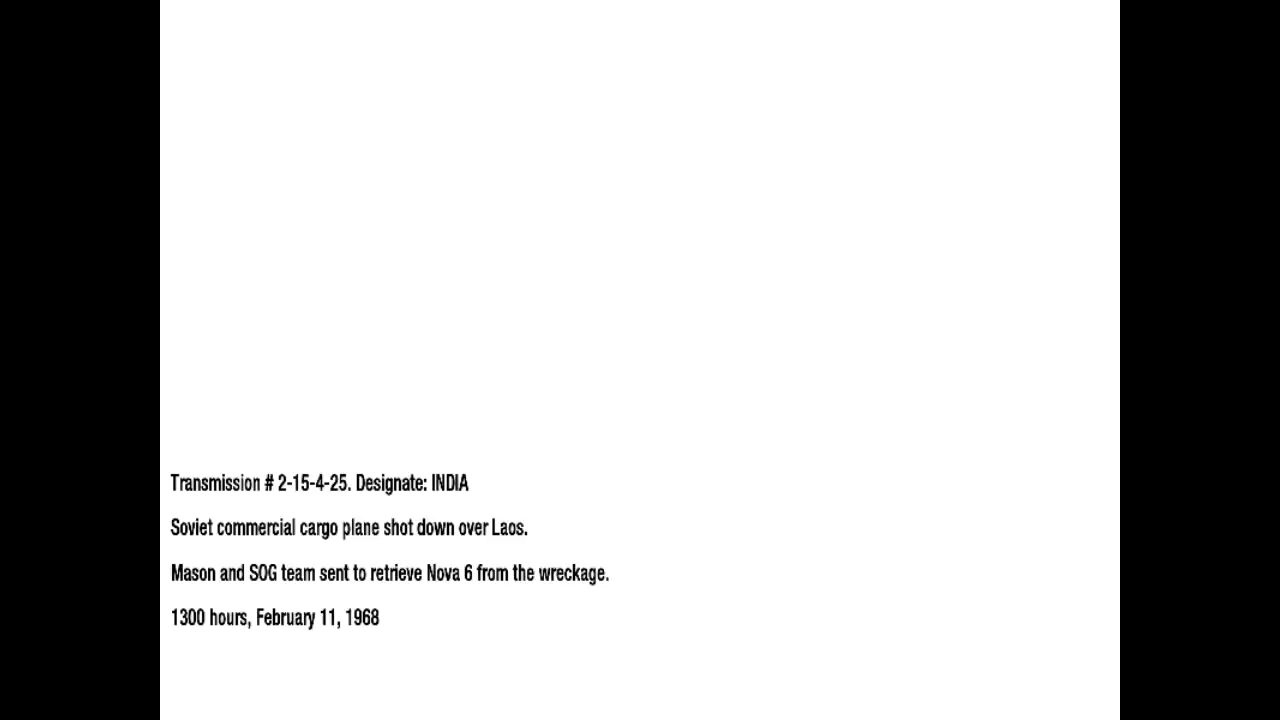 Transmission # 2-15-4-25. Designate: INDIA
Soviet commercial cargo plane shot down over Laos.
Mason and SOG team sent to retrieve Nova 6 from the wreckage.
1300 hours, February 11, 1968